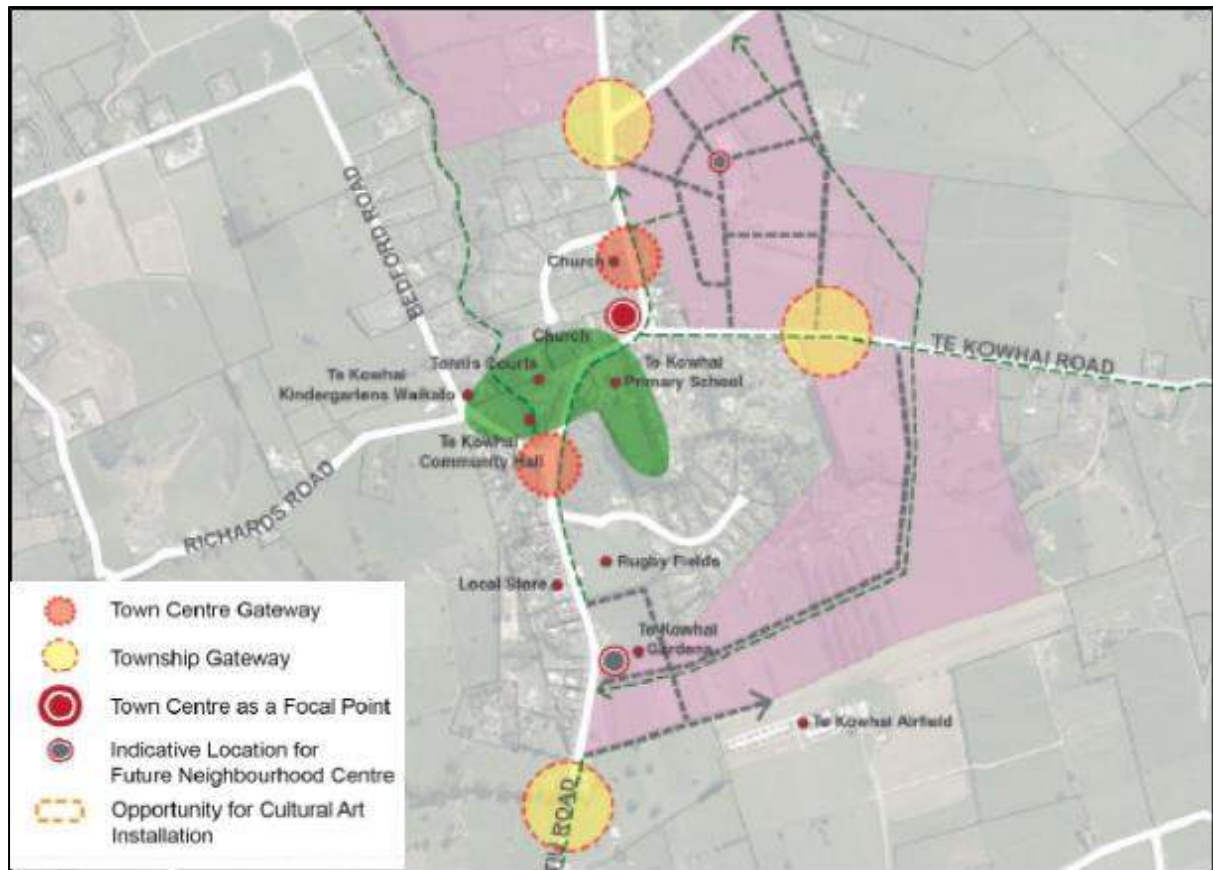 BEDFORD ROAD
Church
Church
Tennis Courts
Te Kowhai
Primary School
Te Kowhai
Kindergartens Waikato
Te Kowhai
Community Hall
TE KOWHAI ROAD
RICHARDS ROAD
Rugby Fields
Local Store
Te Kowhai
Gardens
Te Kowhai Airfield
ROAD
Town Centre Gateway
Township Gateway
Town Centre as a Focal Point
Indicative Location for
Future Neighbourhood Centre
Opportunity for Cultural Art
Installation